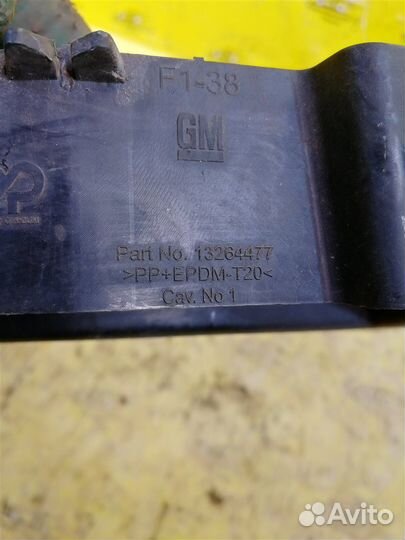 F1-38
GM
Part No. 13264477
>PP+EPDM-T20<
Cav. No 1
Avito